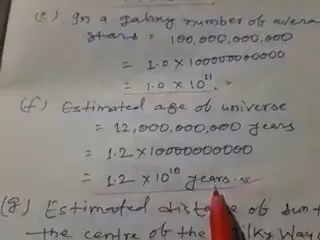 (e) In a galaxy number of avera
stars = 100,000,000,000
= 1.0 × 100000000000
= 1.0 × 10¹¹.
(f) Estimated age of universe
= 12,000,000,000 years
= 1.2 × 10000000000
= 1.2 × 10¹⁰ years.
(g) Estimated distance of sun
the centre of the ilky Way